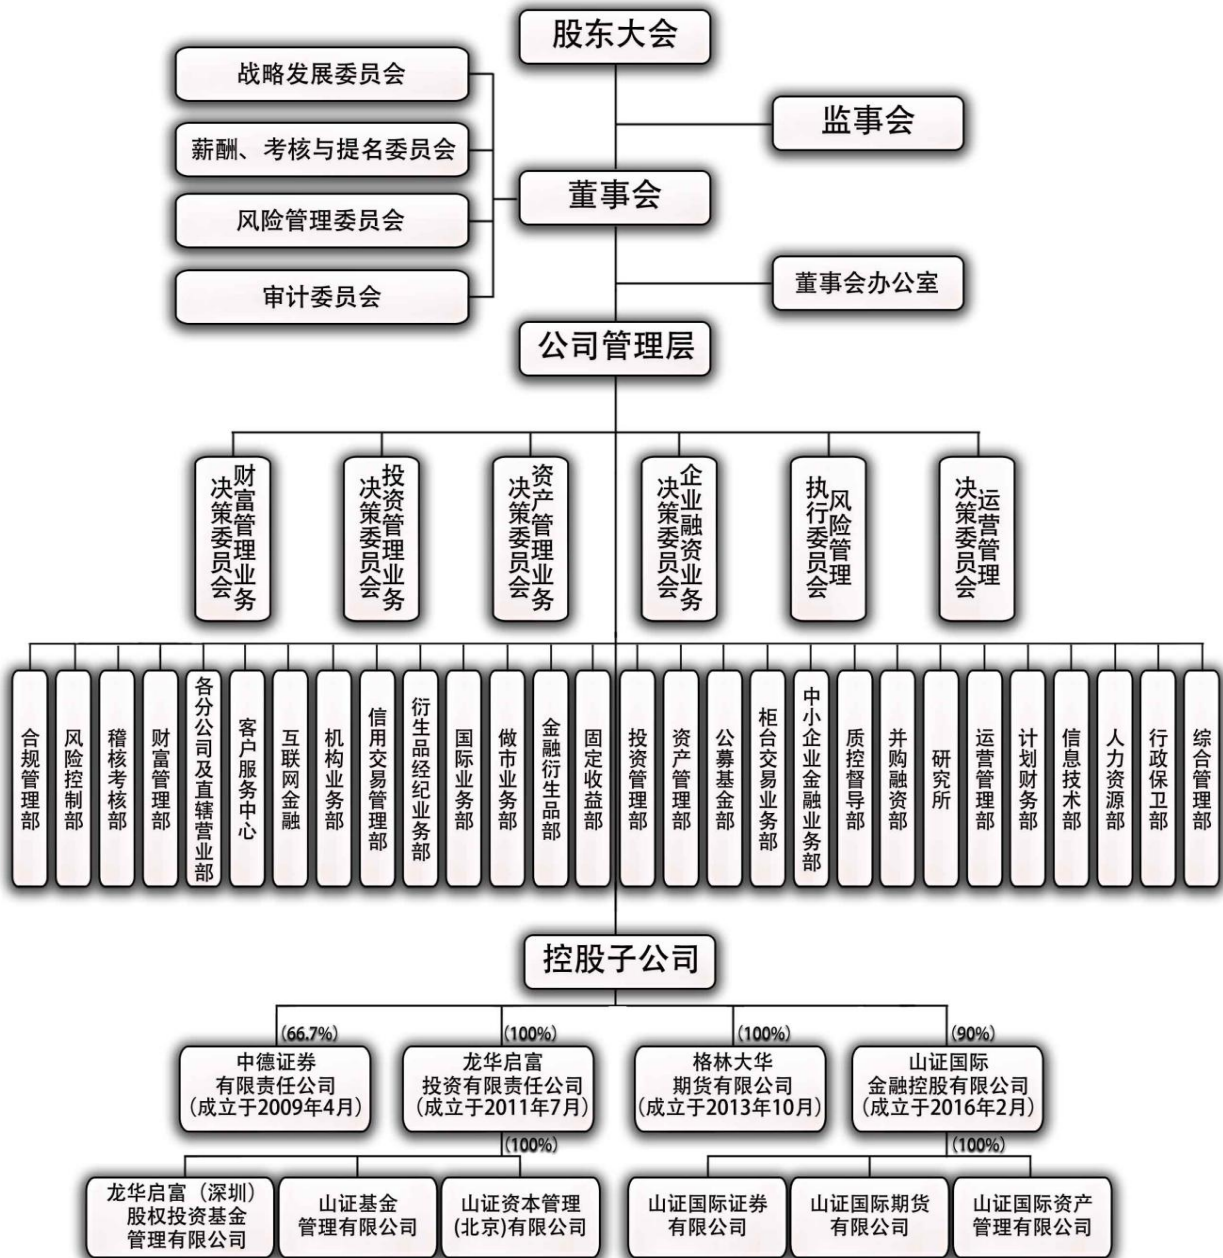 股东大会
战略发展委员会
监事会
薪酬、考核与提名委员会
董事会
风险管理委员会
董事会办公室
审计委员会
公司管理层
财富管理业务
决策委员会
投资管理业务
决策委员会
资产管理业务
决策委员会
企业融资业务
决策委员会
风险管理
执行委员会
运营管理
决策委员会
合规管理部
风险控制部
稽核考核部
财富管理部
各分公司及直辖营业部
客户服务中心
互联网金融
机构业务部
信用交易管理部
衍生品经纪业务部
国际业务部
做市业务部
金融衍生品部
固定收益部
投资管理部
资产管理部
公募基金部
柜台交易业务部
中小企业金融业务部
质控督导部
并购融资部
研究所
运营管理部
计划财务部
信息技术部
人力资源部
行政保卫部
综合管理部
控股子公司
(66.7%)
中德证券
有限责任公司
(成立于2009年4月)
(100%)
龙华启富
投资有限责任公司
(成立于2011年7月)
(100%)
格林大华
期货有限公司
(成立于2013年10月)
(90%)
山证国际
金融控股有限公司
(成立于2016年2月)
(100%)
龙华启富（深圳）
股权投资基金
管理有限公司
山证基金
管理有限公司
山证资本管理
(北京)有限公司
(100%)
山证国际证券
有限公司
山证国际期货
有限公司
山证国际资产
管理有限公司